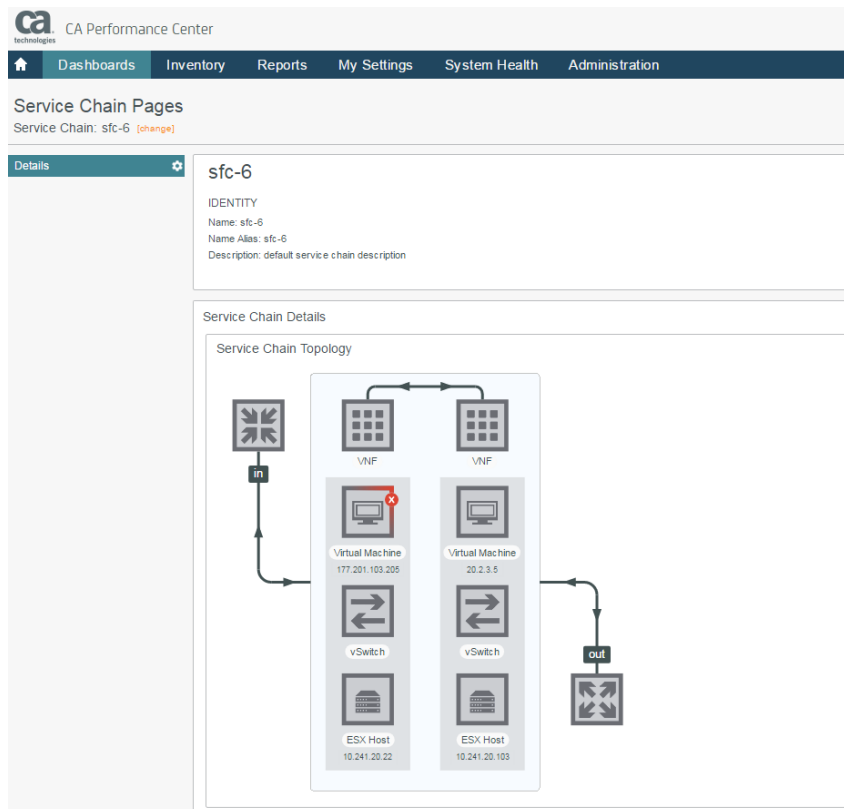 ca
technologies
CA Performance Center
Dashboards Inventory Reports My Settings System Health Administration
Service Chain Pages
Service Chain: sfc-6 [change]
Details
sfc-6
IDENTITY
Name: sfc-6
Name Alias: sfc-6
Description: default service chain description
Service Chain Details
Service Chain Topology
VNF VNF
in
Virtual Machine Virtual Machine
177.201.103.205 20.2.3.5
vSwitch vSwitch
out
ESX Host ESX Host
10.241.20.22 10.241.20.103